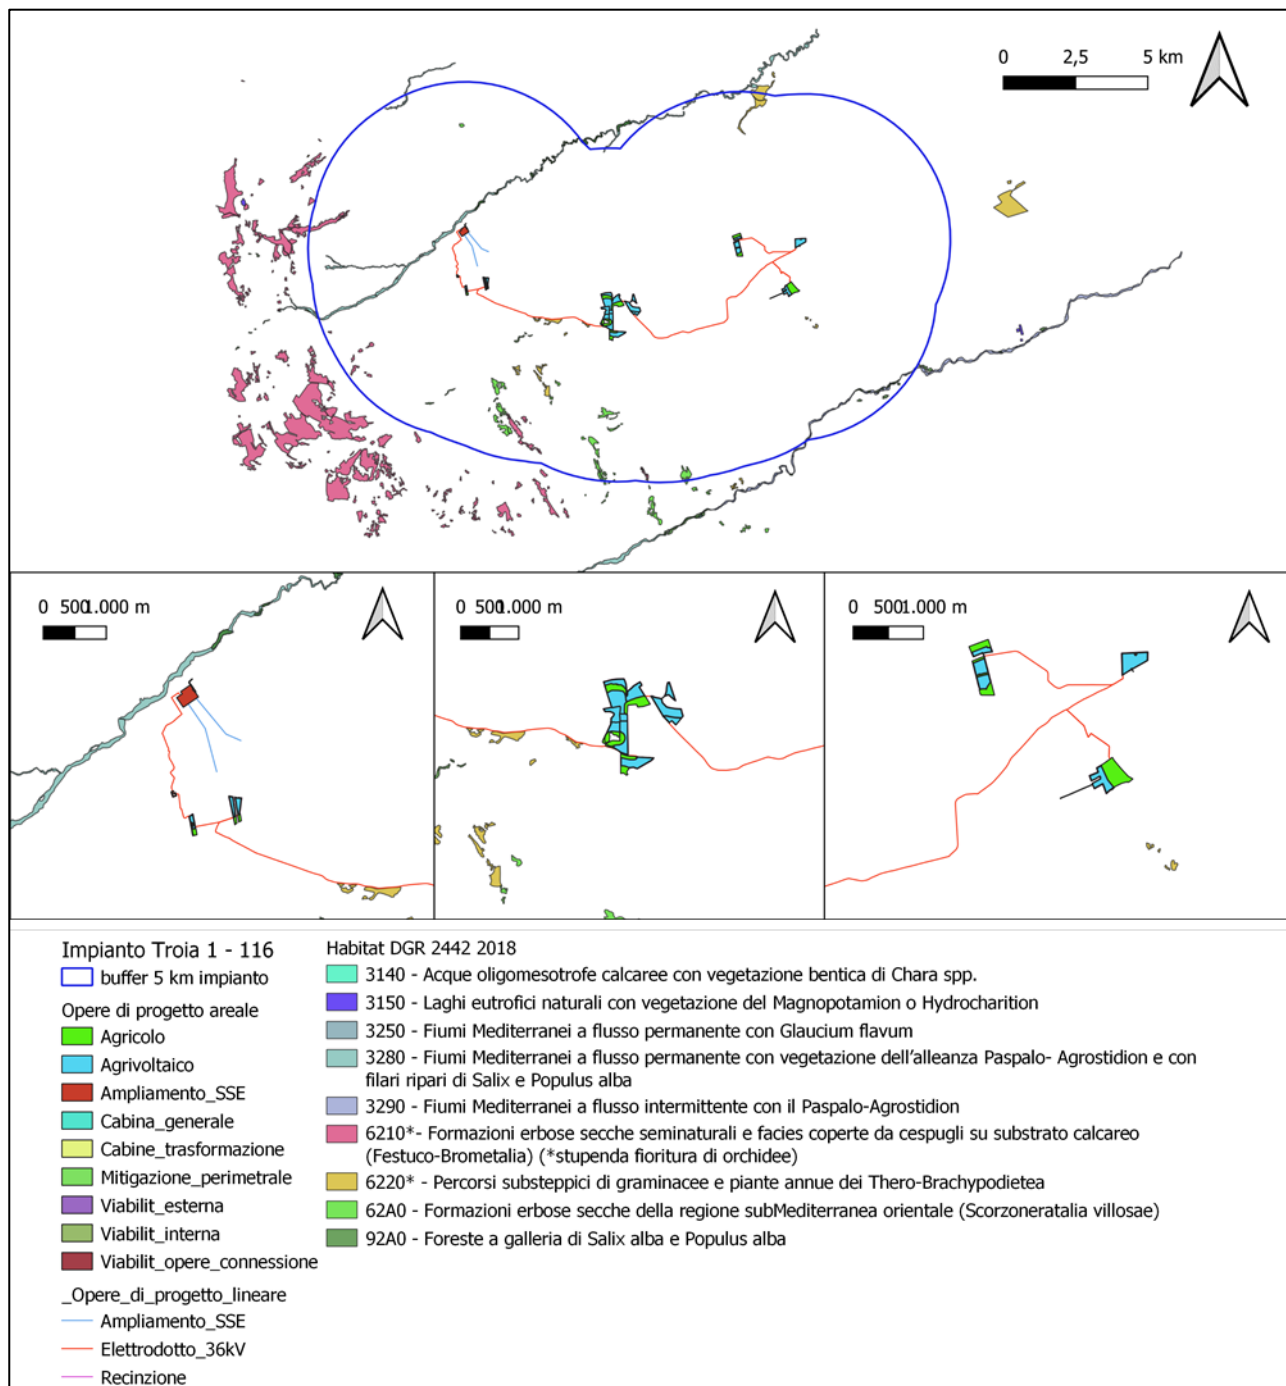 0 2,5 5 km
0 5001.000 m
0 5001.000 m
0 5001.000 m
Impianto Troia 1 - 116
buffer 5 km impianto
Opere di progetto areale
Agricolo
Agrivoltaico
Ampliamento_SSE
Cabina_generale
Cabine_trasformazione
Mitigazione_perimetrale
Viabilit_esterna
Viabilit_interna
Viabilit_opere_connessione
_Opere_di_progetto_lineare
Ampliamento_SSE
Elettrodotto_36kV
Recinzione
Habitat DGR 2442 2018
3140 - Acque oligomesotrofe calcaree con vegetazione bentica di Chara spp.
3150 - Laghi eutrofici naturali con vegetazione del Magnopotamion o Hydrocharition
3250 - Fiumi Mediterranei a flusso permanente con Glaucium flavum
3280 - Fiumi Mediterranei a flusso permanente con vegetazione dell'alleanza Paspalo- Agrostidion e con
filari ripari di Salix e Populus alba
3290 - Fiumi Mediterranei a flusso intermittente con il Paspalo-Agrostidion
6210*- Formazioni erbose secche seminaturali e facies coperte da cespugli su substrato calcareo
(Festuco-Brometalia) (*stupenda fioritura di orchidee)
6220* - Percorsi substeppici di graminacee e piante annue dei Thero-Brachypodietea
62A0 - Formazioni erbose secche della regione subMediterranea orientale (Scorzoneratalia villosae)
92A0 - Foreste a galleria di Salix alba e Populus alba